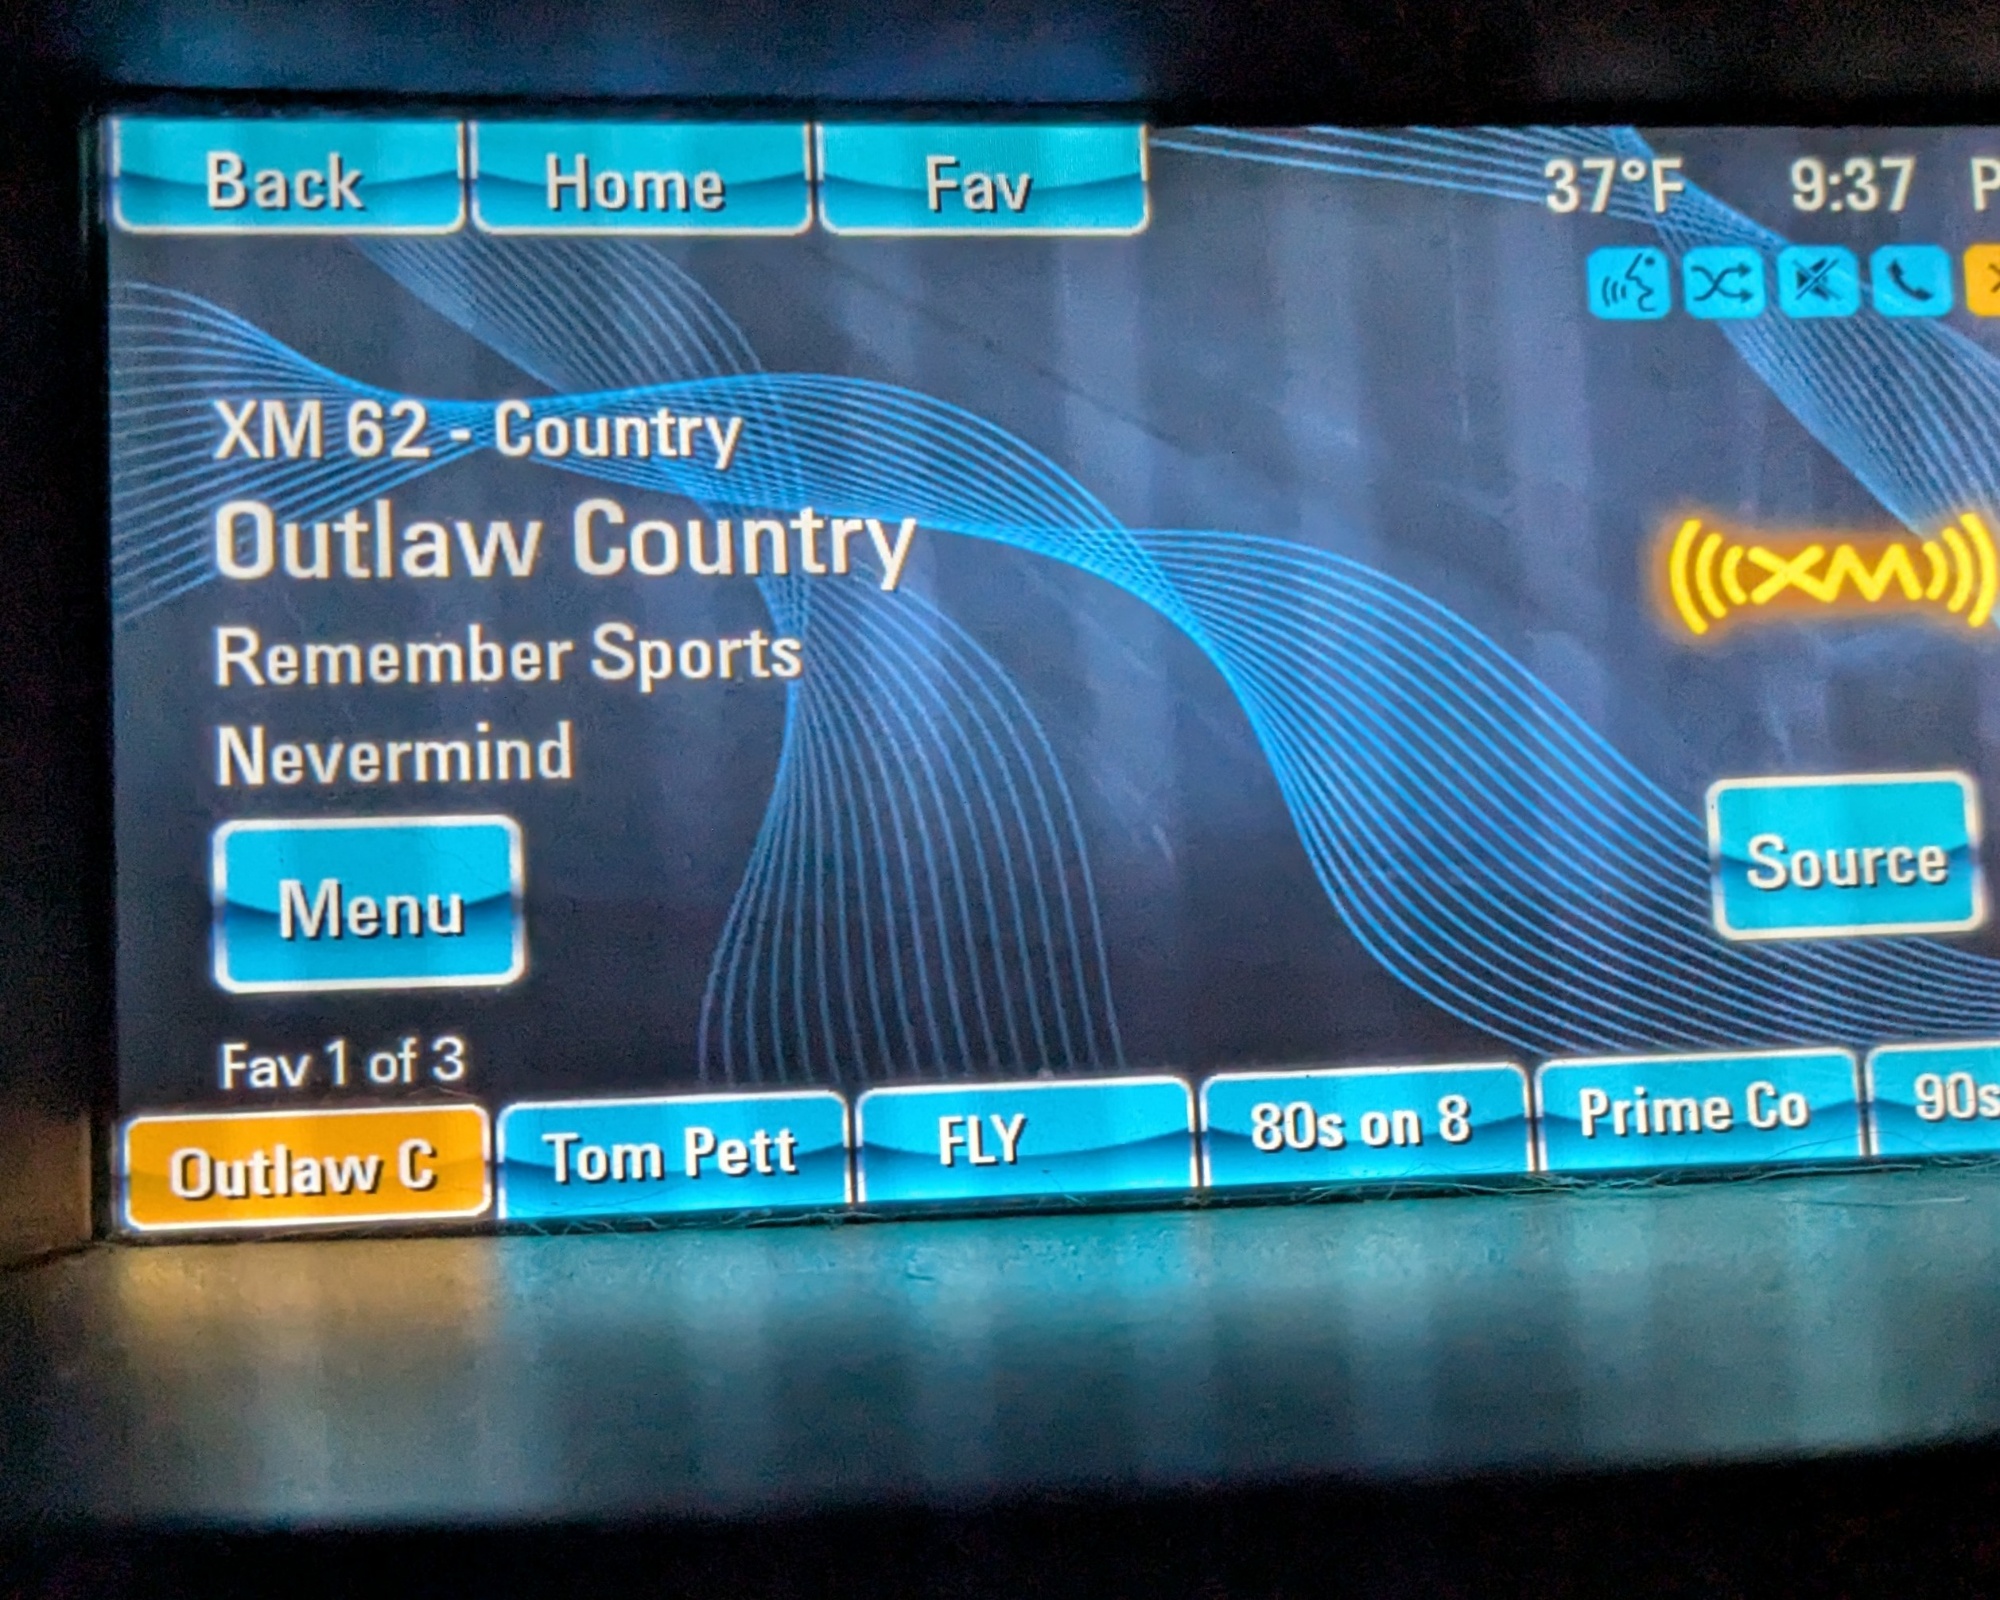 Back Home Fav
37°F 9:37 P
XM 62 - Country
Outlaw Country
Remember Sports
Nevermind
((( XM )))
Menu
Source
Fav 1 of 3
Outlaw C Tom Pett FLY 80s on 8 Prime Co 90s